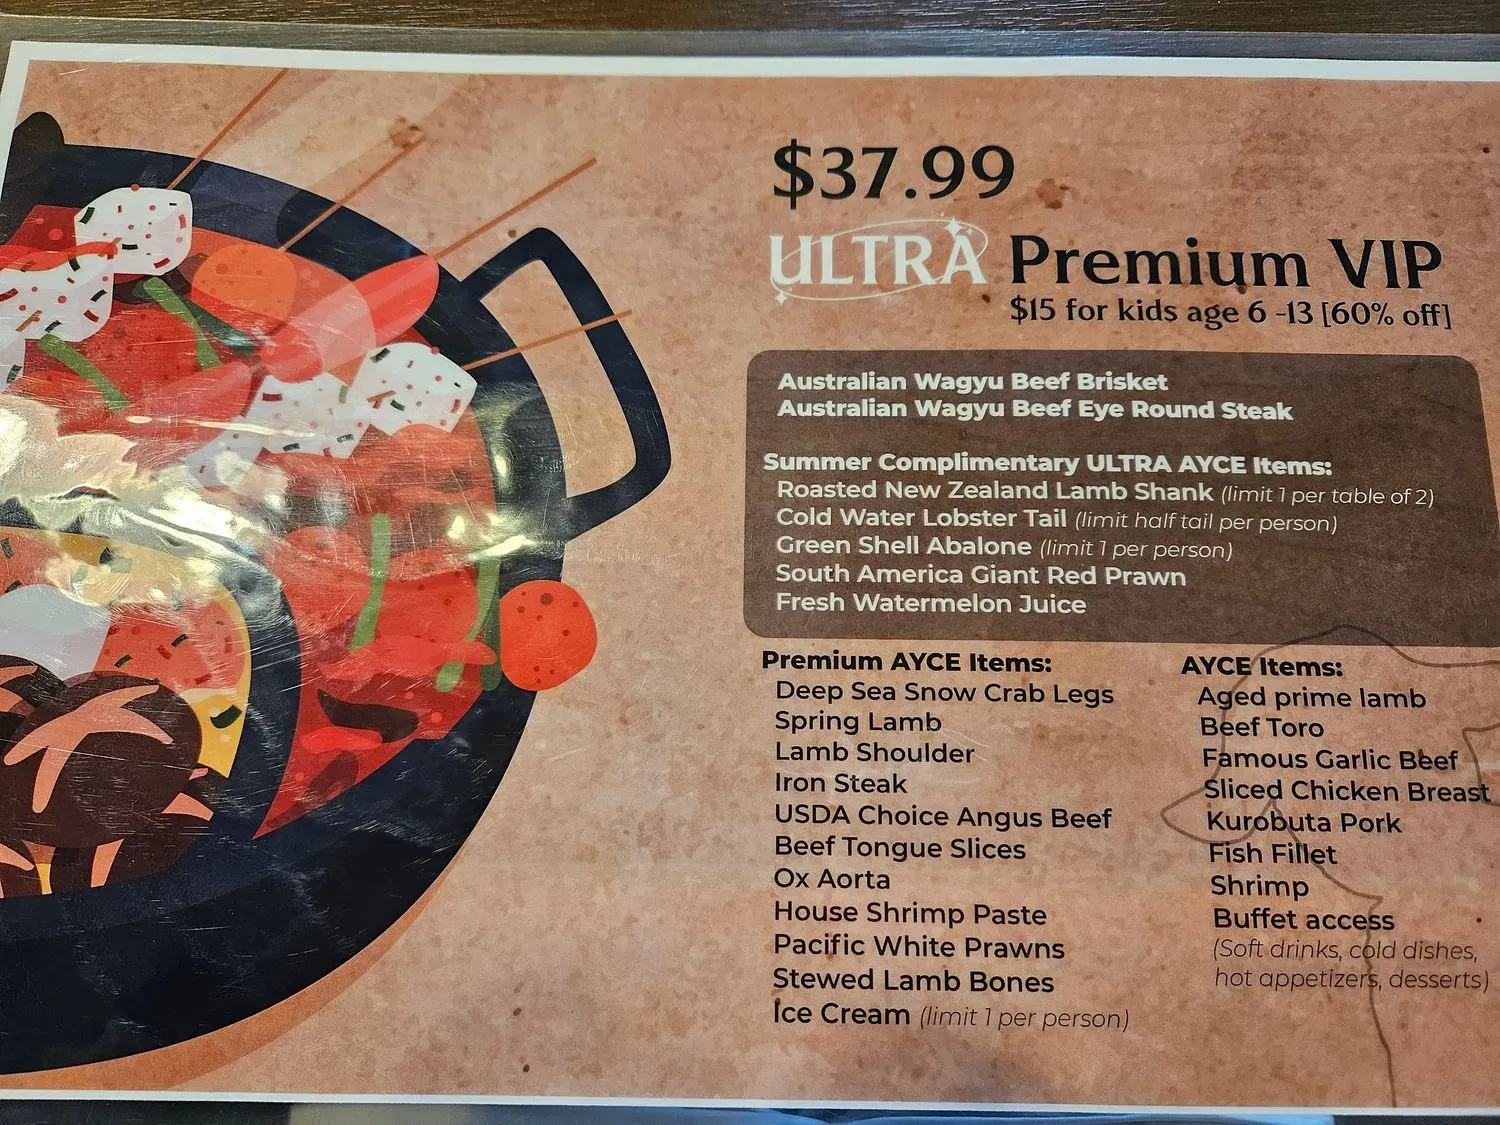 $37.99
ULTRA Premium VIP
$15 for kids age 6 -13 [60% off]
Australian Wagyu Beef Brisket
Australian Wagyu Beef Eye Round Steak
Summer Complimentary ULTRA AYCE Items:
Roasted New Zealand Lamb Shank (limit 1 per table of 2)
Cold Water Lobster Tail (limit half tail per person)
Green Shell Abalone (limit 1 per person)
South America Giant Red Prawn
Fresh Watermelon Juice
Premium AYCE Items:
Deep Sea Snow Crab Legs
Spring Lamb
Lamb Shoulder
Iron Steak
USDA Choice Angus Beef
Beef Tongue Slices
Ox Aorta
House Shrimp Paste
Pacific White Prawns
Stewed Lamb Bones
Ice Cream (limit 1 per person)
AYCE Items:
Aged prime lamb
Beef Toro
Famous Garlic Beef
Sliced Chicken Breast
Kurobuta Pork
Fish Fillet
Shrimp
Buffet access
(Soft drinks, cold dishes,
hot appetizers, desserts)